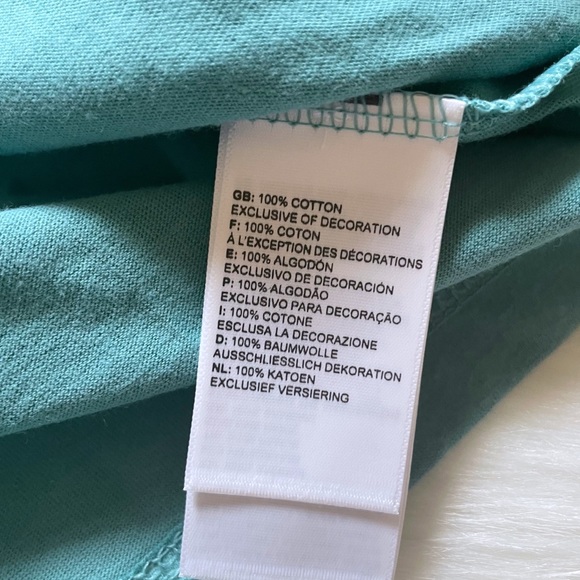 GB: 100% COTTON
EXCLUSIVE OF DECORATION
F: 100% COTON
À L'EXCEPTION DES DÉCORATIONS
E: 100% ALGODÓN
EXCLUSIVO DE DECORACIÓN
P: 100% ALGODÃO
EXCLUSIVO PARA DECORAÇÃO
I: 100% COTONE
ESCLUSA LA DECORAZIONE
D: 100% BAUMWOLLE
AUSSCHLIESSLICH DEKORATION
NL: 100% KATOEN
EXCLUSIEF VERSIERING